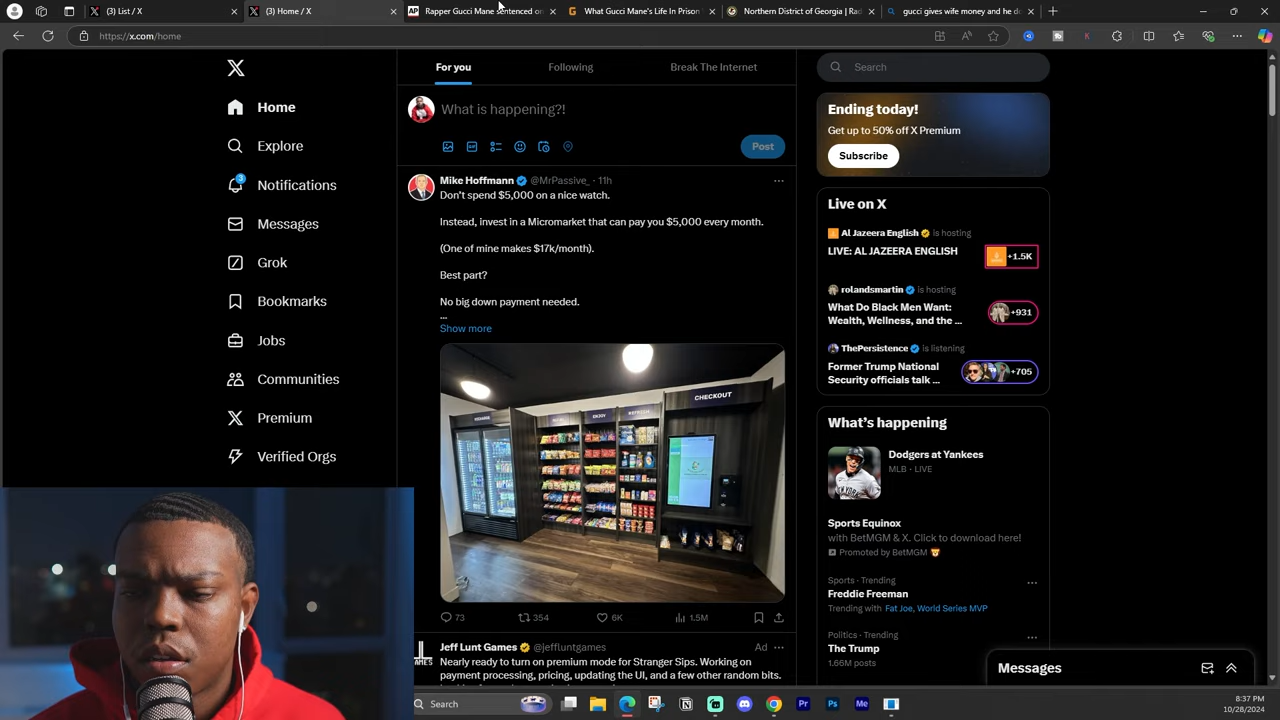 (3) List / X
(3) Home / X
AP Rapper Gucci Mane sentenced on
What Gucci Mane's Life In Prison
Northern District of Georgia | Rad
gucci gives wife money and he do
https://x.com/home
For you
Following
Break The Internet
Search
What is happening?!
Post
Home
Explore
3
Notifications
Messages
Grok
Bookmarks
Jobs
Communities
Premium
Verified Orgs
Mike Hoffmann @MrPassive_ · 11h
Don't spend $5,000 on a nice watch.
Instead, invest in a Micromarket that can pay you $5,000 every month.
(One of mine makes $17k/month).
Best part?
No big down payment needed.
...
Show more
ENJOY
CHECKOUT
73
354
6K
1.5M
Jeff Lunt Games @jeffluntgames Ad
Nearly ready to turn on premium mode for Stranger Sips. Working on
payment processing, pricing, updating the UI, and a few other random bits.
Ending today!
Get up to 50% off X Premium
Subscribe
Live on X
Al Jazeera English is hosting
LIVE: AL JAZEERA ENGLISH
+1.5K
rolandsmartin is hosting
What Do Black Men Want:
Wealth, Wellness, and the ...
+931
ThePersistence is listening
Former Trump National
Security officials talk ...
+705
What's happening
Dodgers at Yankees
MLB · LIVE
Sports Equinox
with BetMGM & X. Click to download here!
Promoted by BetMGM
Sports · Trending
Freddie Freeman
Trending with Fat Joe, World Series MVP
Politics · Trending
The Trump
1.66M posts
Messages
Search
Pr
Ps
Me
8:37 PM
10/28/2024